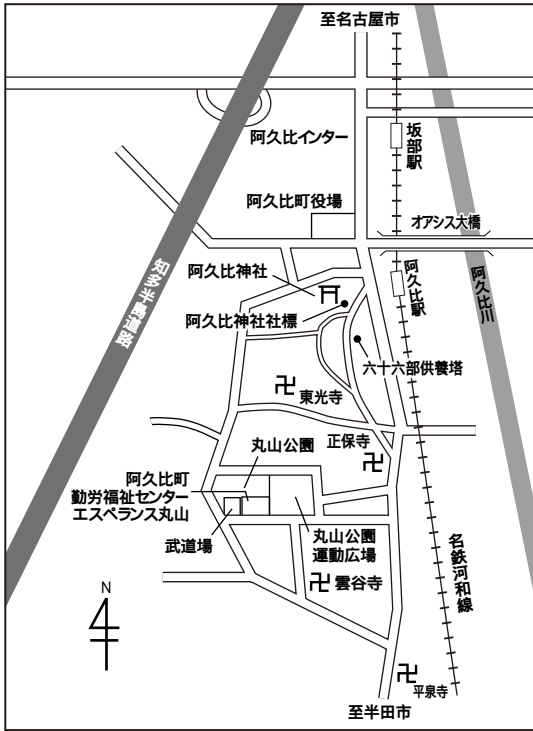 至名古屋市
坂部駅
阿久比インター
阿久比町役場
オアシス大橋
知多半島道路
阿久比神社
阿久比駅
阿久比川
阿久比神社社標
六十六部供養塔
東光寺
正保寺
丸山公園
阿久比町
勤労福祉センター
エスペランス丸山
武道場
丸山公園
運動広場
名鉄河和線
雲谷寺
N
平泉寺
至半田市